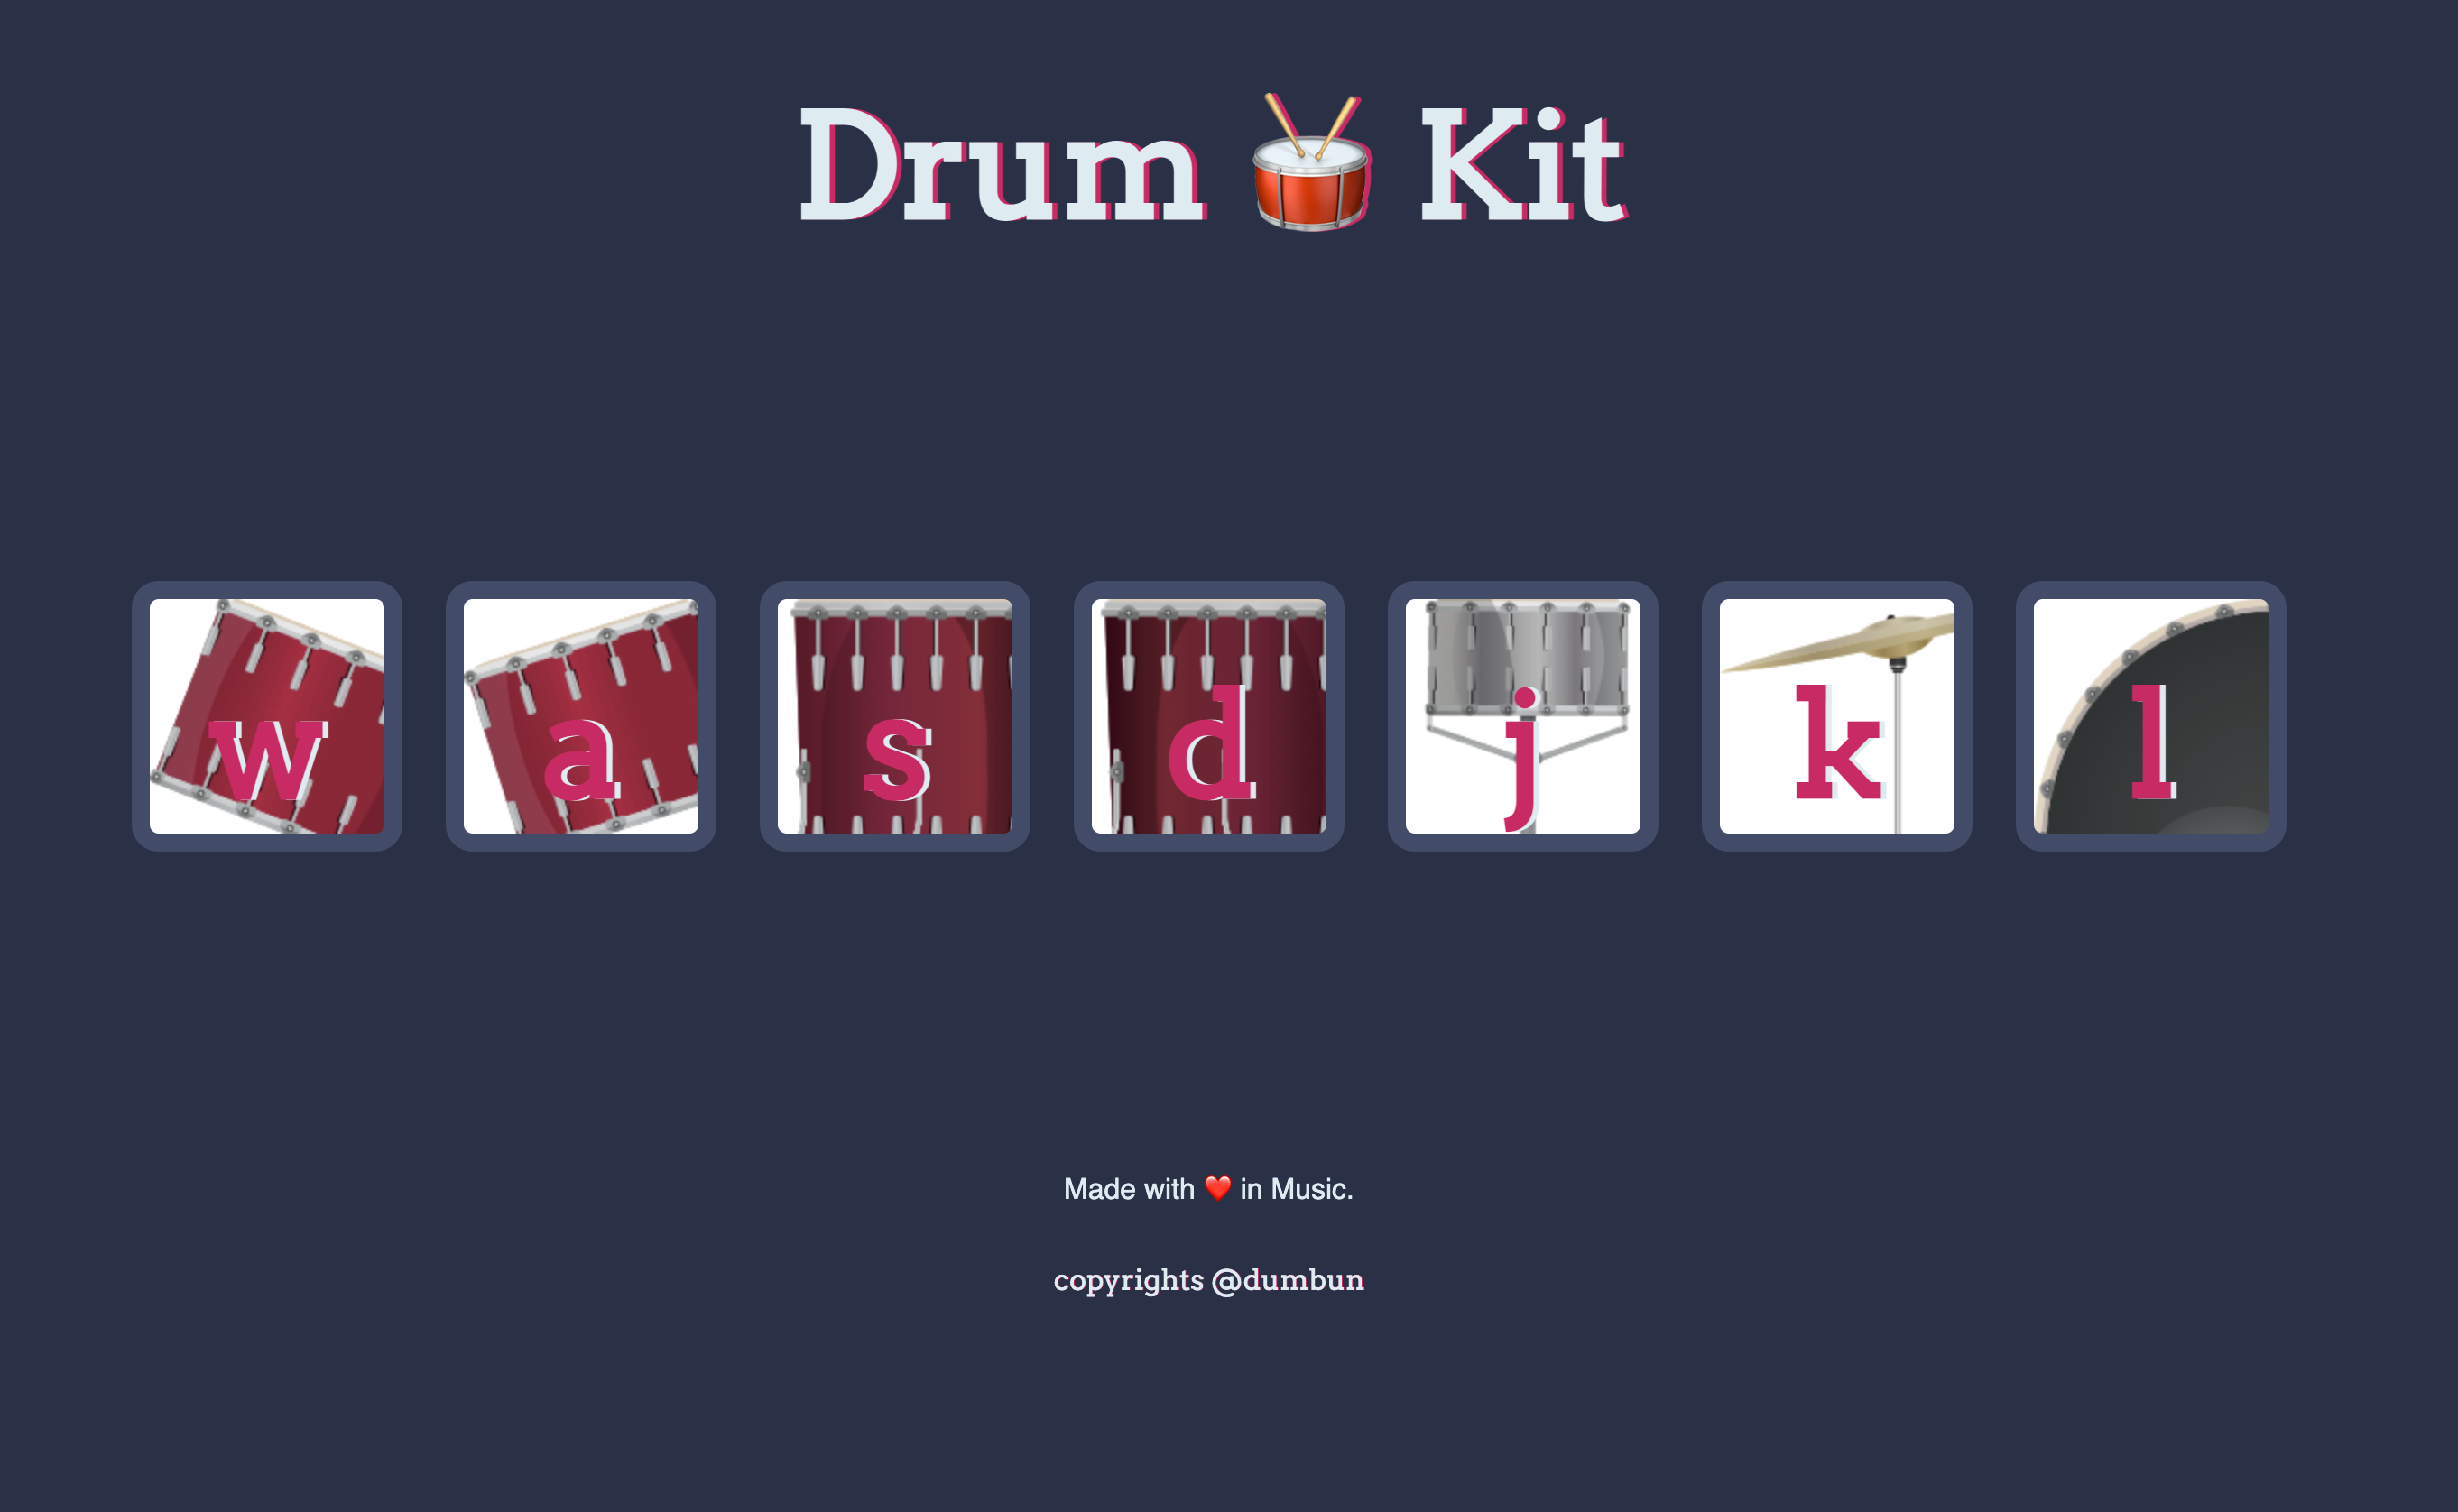 Drum 🥁 Kit
w a s d j k l
Made with ❤️ in Music.
copyrights @dumbun